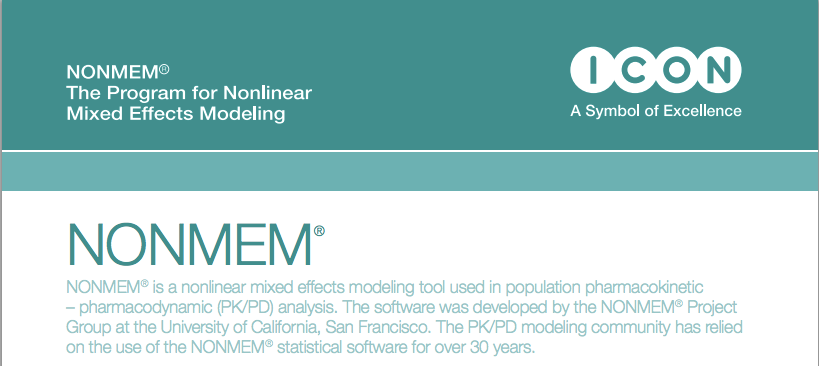 NONMEM®
The Program for Nonlinear
Mixed Effects Modeling
ICON
A Symbol of Excellence
NONMEM®
NONMEM® is a nonlinear mixed effects modeling tool used in population pharmacokinetic
– pharmacodynamic (PK/PD) analysis. The software was developed by the NONMEM® Project
Group at the University of California, San Francisco. The PK/PD modeling community has relied
on the use of the NONMEM® statistical software for over 30 years.